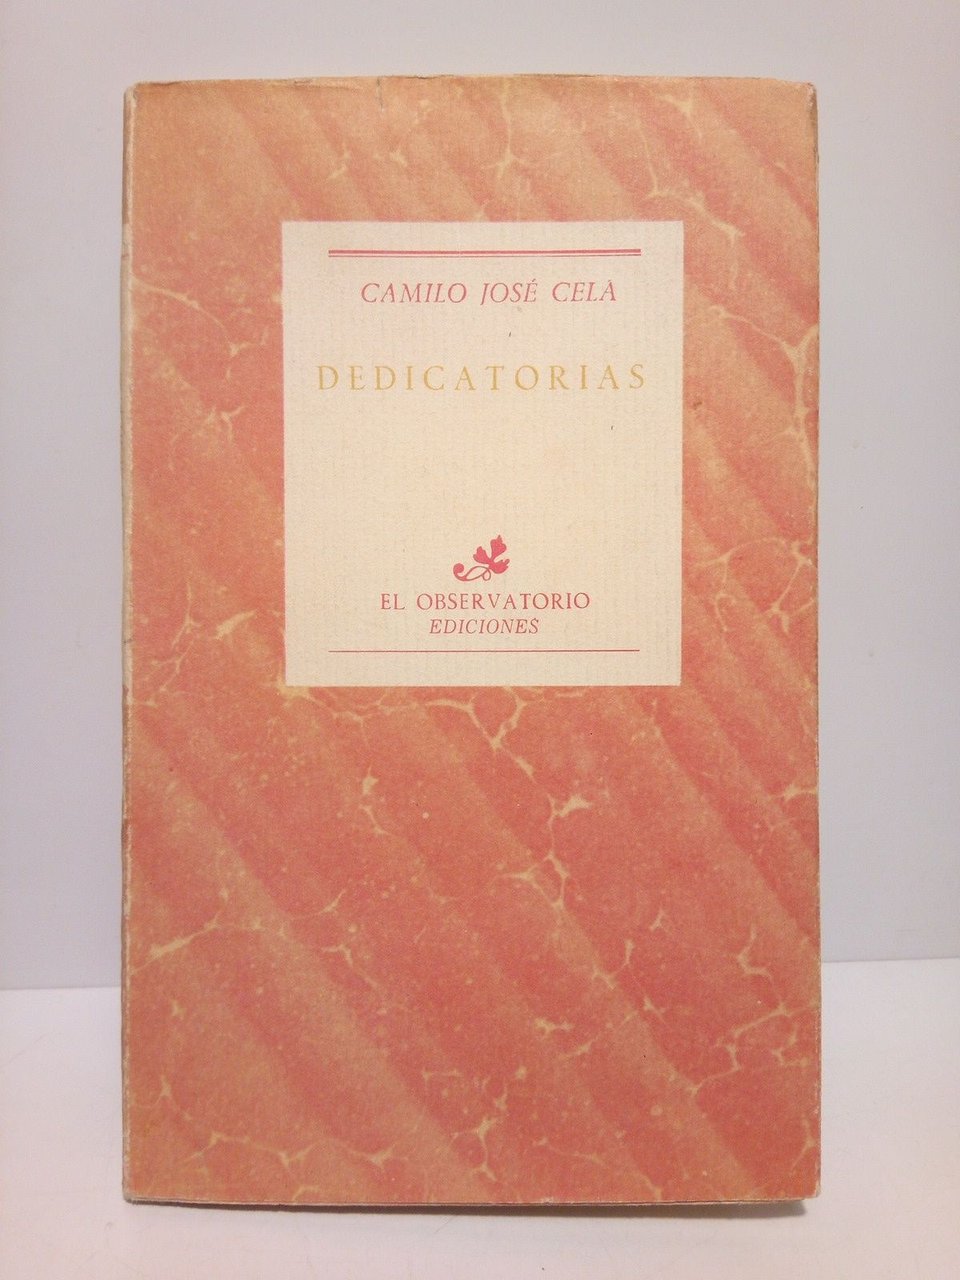 CAMILO JOSÉ CELA
DEDICATORIAS
EL OBSERVATORIO
EDICIONES